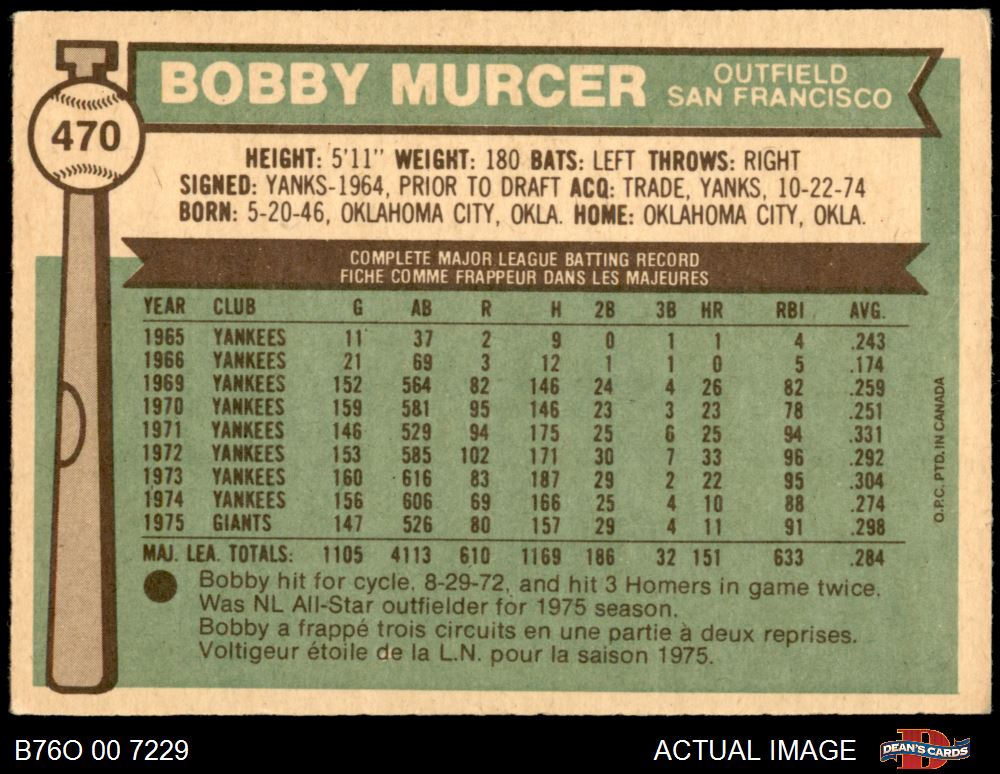 BOBBY MURCER OUTFIELD
SAN FRANCISCO
470
HEIGHT: 5'11" WEIGHT: 180 BATS: LEFT THROWS: RIGHT
SIGNED: YANKS-1964, PRIOR TO DRAFT ACQ: TRADE, YANKS, 10-22-74
BORN: 5-20-46, OKLAHOMA CITY, OKLA. HOME: OKLAHOMA CITY, OKLA.
COMPLETE MAJOR LEAGUE BATTING RECORD
FICHE COMME FRAPPEUR DANS LES MAJEURES
YEAR CLUB G AB R H 2B 3B HR RBI AVG.
1965 YANKEES 11 37 2 9 0 1 1 4 .243
1966 YANKEES 21 69 3 12 1 1 0 5 .174
1969 YANKEES 152 564 82 146 24 4 26 82 .259
1970 YANKEES 159 581 95 146 23 3 23 78 .251
1971 YANKEES 146 529 94 175 25 6 25 94 .331
1972 YANKEES 153 585 102 171 30 7 33 96 .292
1973 YANKEES 160 616 83 187 29 2 22 95 .304
1974 YANKEES 156 606 69 166 25 4 10 88 .274
1975 GIANTS 147 526 80 157 29 4 11 91 .298
MAJ. LEA. TOTALS: 1105 4113 610 1169 186 32 151 633 .284
Bobby hit for cycle, 8-29-72, and hit 3 Homers in game twice.
Was NL All-Star outfielder for 1975 season.
Bobby a frappé trois circuits en une partie à deux reprises.
Voltigeur étoile de la L.N. pour la saison 1975.
O.P.C. PTD. IN CANADA
B76O 00 7229
ACTUAL IMAGE
DEAN'S CARDS